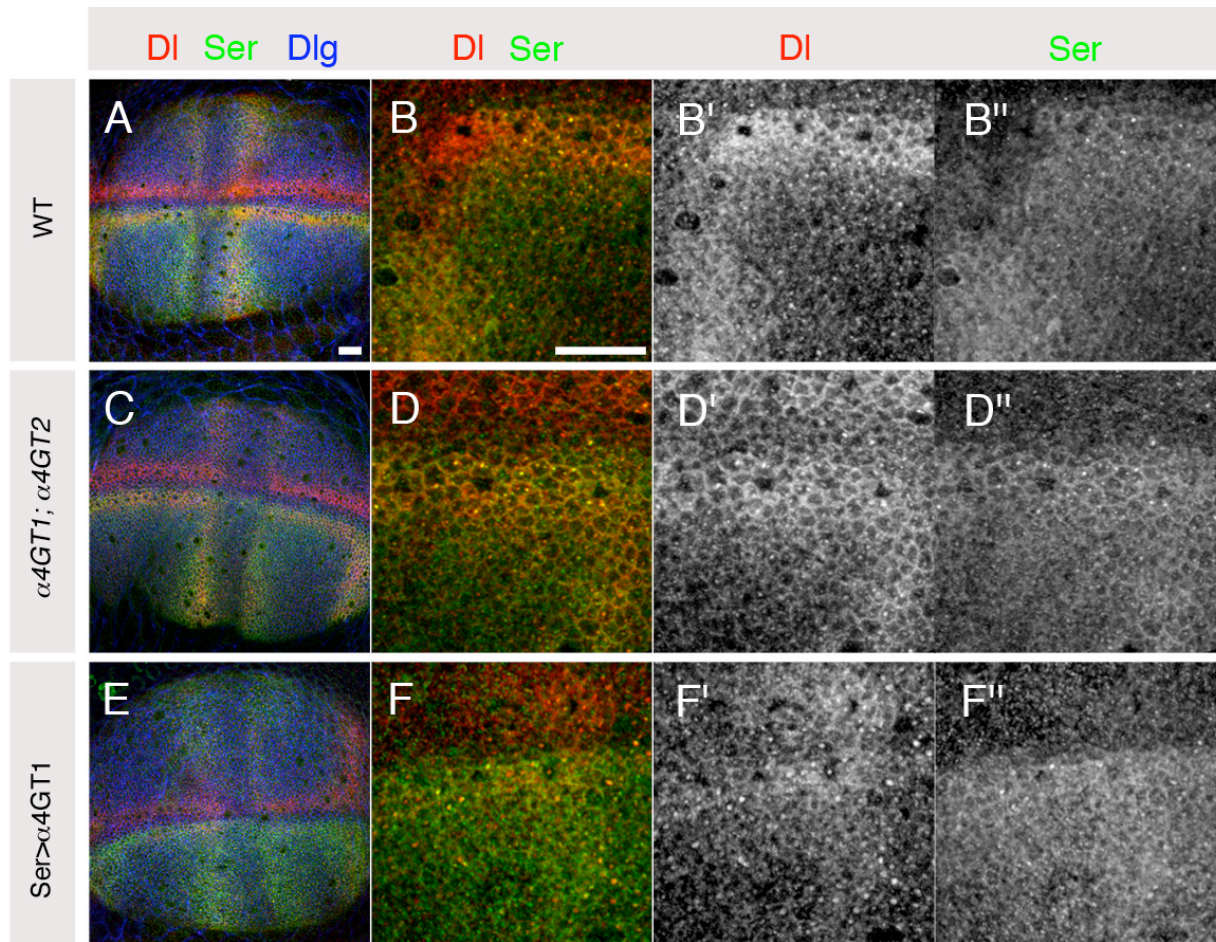 Dl Ser Dlg Dl Ser Dl Ser
WT
A B B' B"
α4GT1; α4GT2
C D D' D"
Ser>α4GT1
E F F' F"